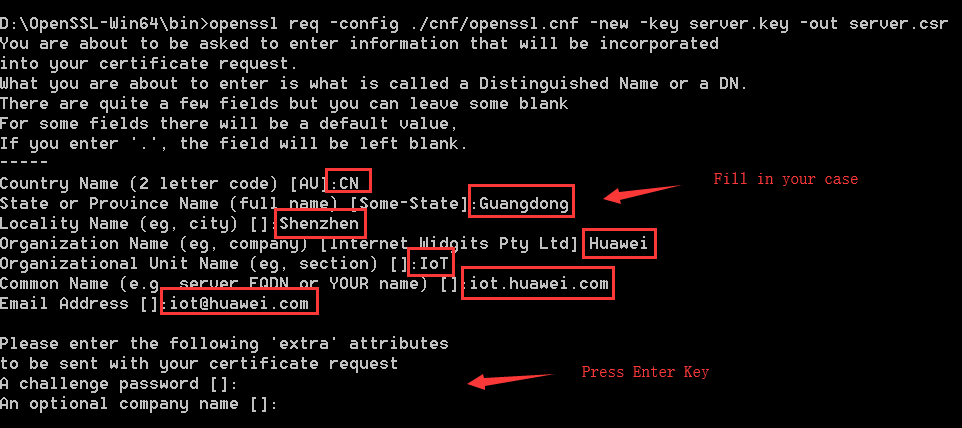 D:\OpenSSL-Win64\bin>openssl req -config ./cnf/openssl.cnf -new -key server.key -out server.csr
You are about to be asked to enter information that will be incorporated
into your certificate request.
What you are about to enter is what is called a Distinguished Name or a DN.
There are quite a few fields but you can leave some blank
For some fields there will be a default value,
If you enter '.', the field will be left blank.
-----
Country Name (2 letter code) [AU]:CN
Fill in your case
State or Province Name (full name) [Some-State]:Guangdong
Locality Name (eg, city) []:Shenzhen
Organization Name (eg, company) [Internet Widgits Pty Ltd]:Huawei
Organizational Unit Name (eg, section) []:IoT
Common Name (e.g. server FQDN or YOUR name) []:iot.huawei.com
Email Address []:iot@huawei.com
Please enter the following 'extra' attributes
to be sent with your certificate request
Press Enter Key
A challenge password []:
An optional company name []: